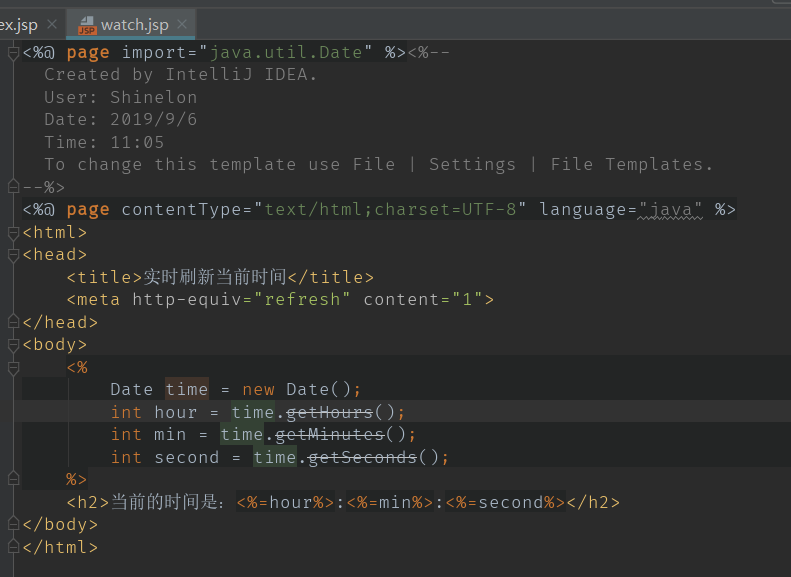 ex.jsp watch.jsp
<%@ page import="java.util.Date" %><%--
  Created by IntelliJ IDEA.
  User: Shinelon
  Date: 2019/9/6
  Time: 11:05
  To change this template use File | Settings | File Templates.
--%>
<%@ page contentType="text/html;charset=UTF-8" language="java" %>
<html>
<head>
    <title>实时刷新当前时间</title>
    <meta http-equiv="refresh" content="1">
</head>
<body>
    <%
        Date time = new Date();
        int hour = time.getHours();
        int min = time.getMinutes();
        int second = time.getSeconds();
    %>
    <h2>当前的时间是：<%=hour%>:<%=min%>:<%=second%></h2>
</body>
</html>